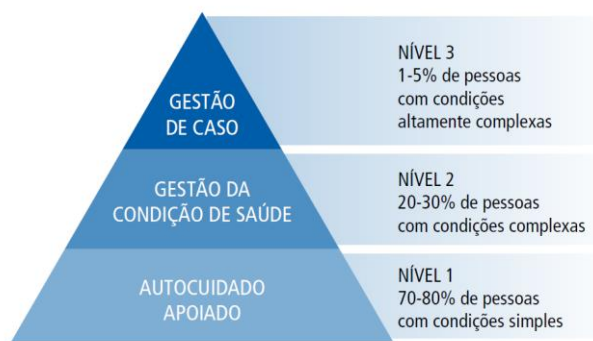 GESTÃO
DE CASO
NÍVEL 3
1-5% de pessoas
com condições
altamente complexas
GESTÃO DA
CONDIÇÃO DE SAÚDE
NÍVEL 2
20-30% de pessoas
com condições complexas
AUTOCUIDADO
APOIADO
NÍVEL 1
70-80% de pessoas
com condições simples